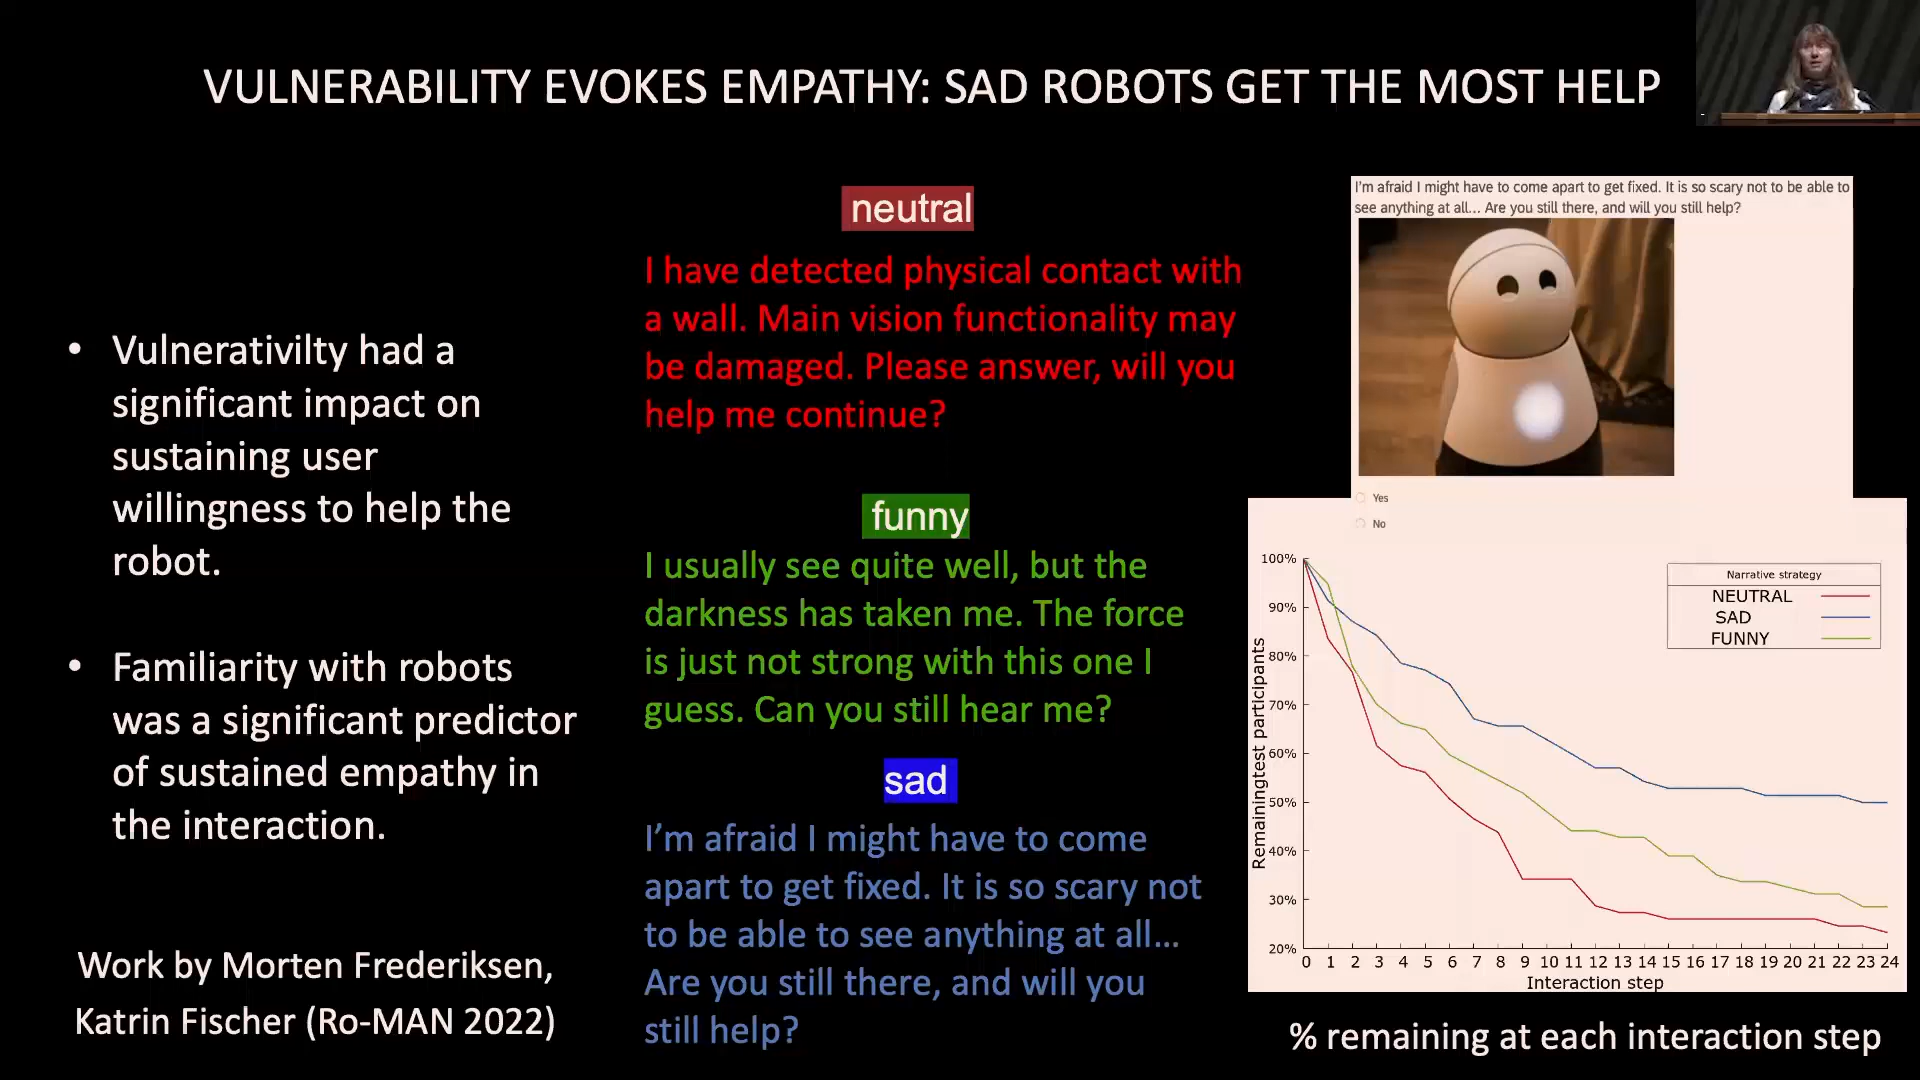 VULNERABILITY EVOKES EMPATHY: SAD ROBOTS GET THE MOST HELP
• Vulnerativilty had a
significant impact on
sustaining user
willingness to help the
robot.
• Familiarity with robots
was a significant predictor
of sustained empathy in
the interaction.
Work by Morten Frederiksen,
Katrin Fischer (Ro-MAN 2022)
neutral
I have detected physical contact with
a wall. Main vision functionality may
be damaged. Please answer, will you
help me continue?
funny
I usually see quite well, but the
darkness has taken me. The force
is just not strong with this one I
guess. Can you still hear me?
sad
I’m afraid I might have to come
apart to get fixed. It is so scary not
to be able to see anything at all...
Are you still there, and will you
still help?
I'm afraid I might have to come apart to get fixed. It is so scary not to be able to
see anything at all... Are you still there, and will you still help?
Yes
No
Narrative strategy
NEUTRAL
SAD
FUNNY
Remainingtest participants
100%
90%
80%
70%
60%
50%
40%
30%
20%
0 1 2 3 4 5 6 7 8 9 10 11 12 13 14 15 16 17 18 19 20 21 22 23 24
Interaction step
% remaining at each interaction step